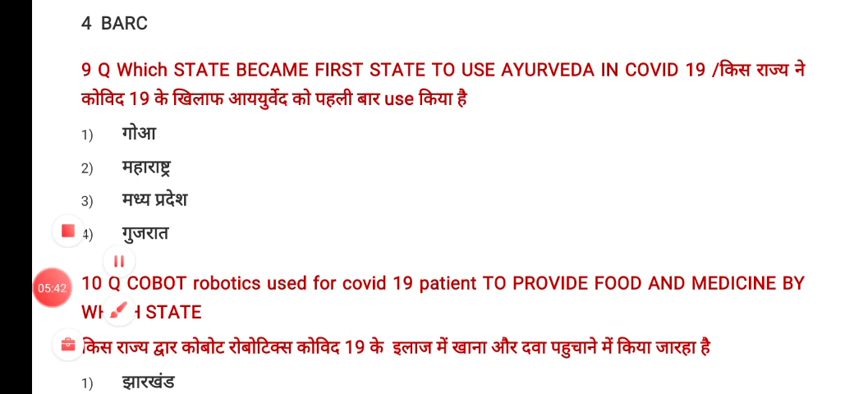 4 BARC
9 Q Which STATE BECAME FIRST STATE TO USE AYURVEDA IN COVID 19 /किस राज्य ने
कोविद 19 के खिलाफ आययुर्वेद को पहली बार use किया है
1) गोआ
2) महाराष्ट्र
3) मध्य प्रदेश
4) गुजरात
10 Q COBOT robotics used for covid 19 patient TO PROVIDE FOOD AND MEDICINE BY
05:42
STATE
किस राज्य द्वार कोबोट रोबोटिक्स कोविद 19 के इलाज में खाना और दवा पहुचाने में किया जारहा है
1) झारखंड